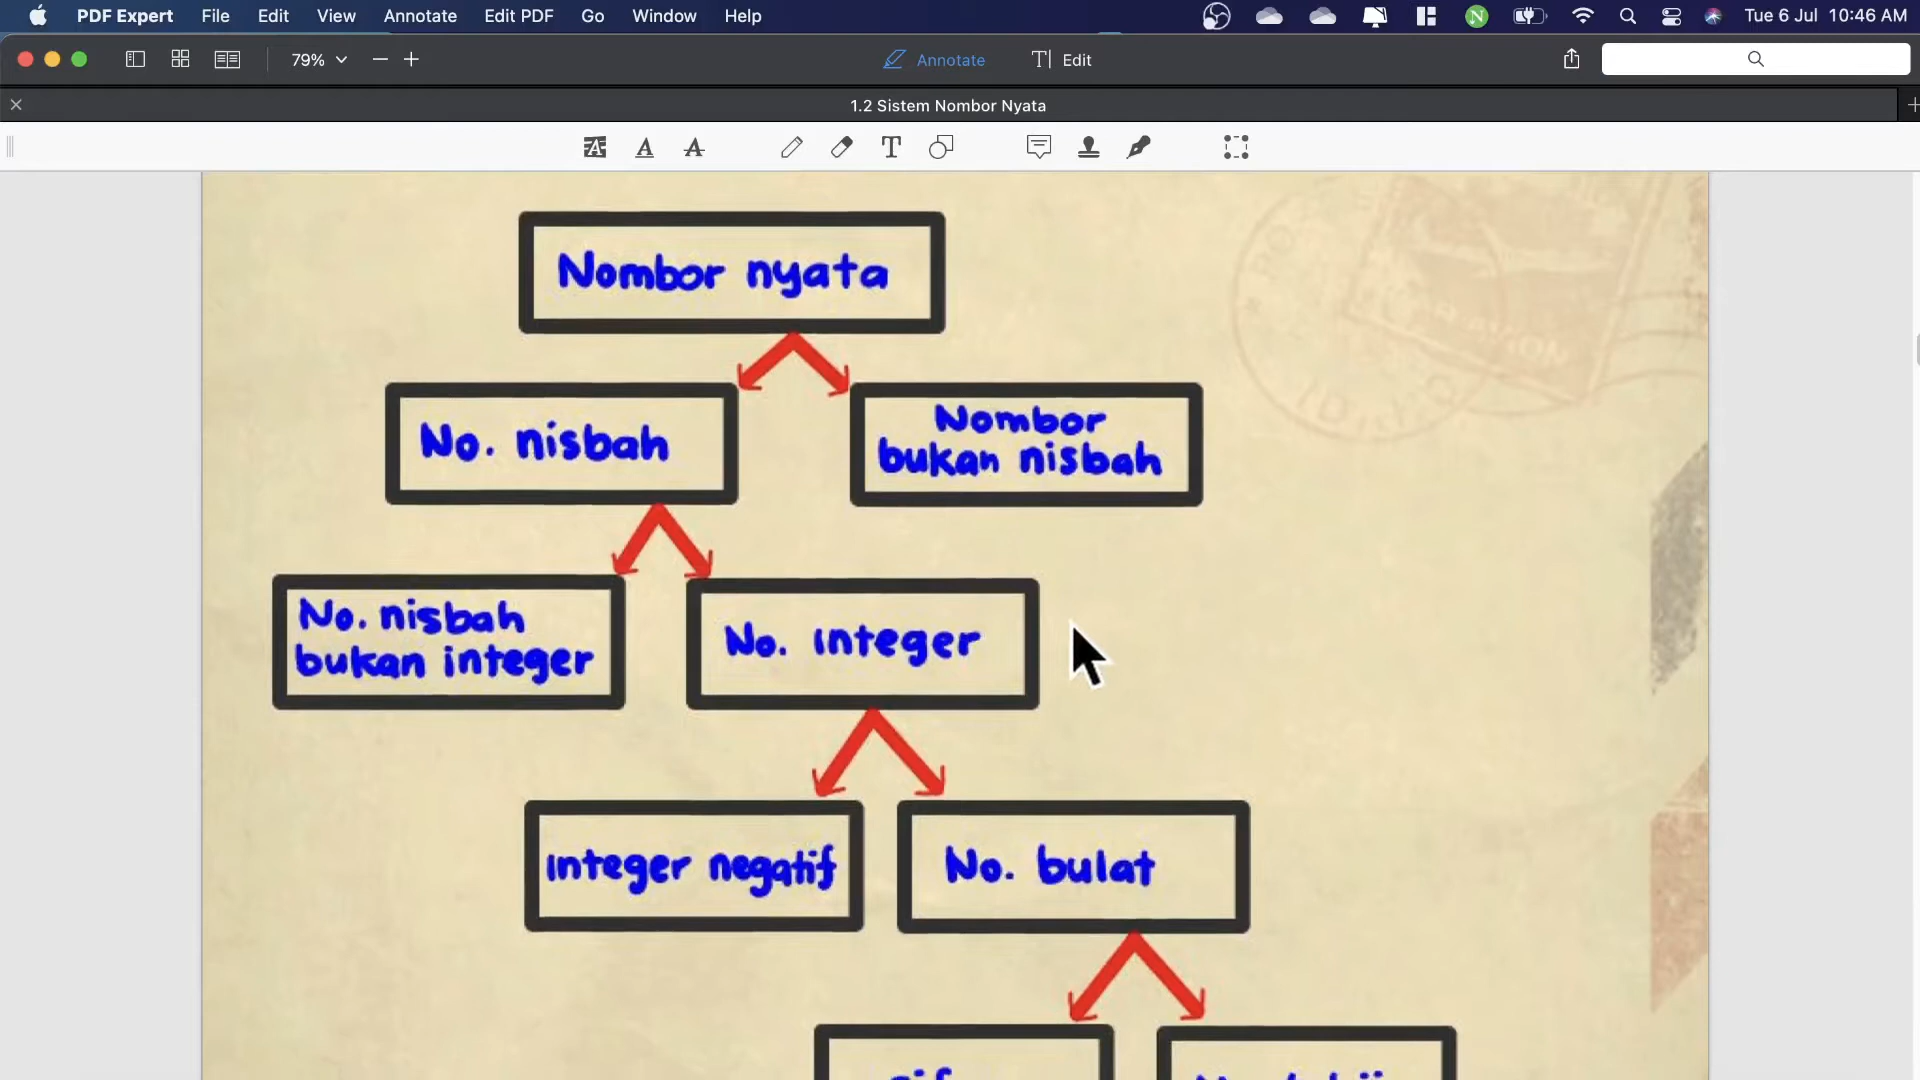 PDF Expert File Edit View Annotate Edit PDF Go Window Help Tue 6 Jul 10:46 AM
79% Annotate Edit
1.2 Sistem Nombor Nyata
Nombor nyata
No. nisbah
Nombor
bukan nisbah
No. nisbah
bukan integer
No. integer
Integer negatif
No. bulat